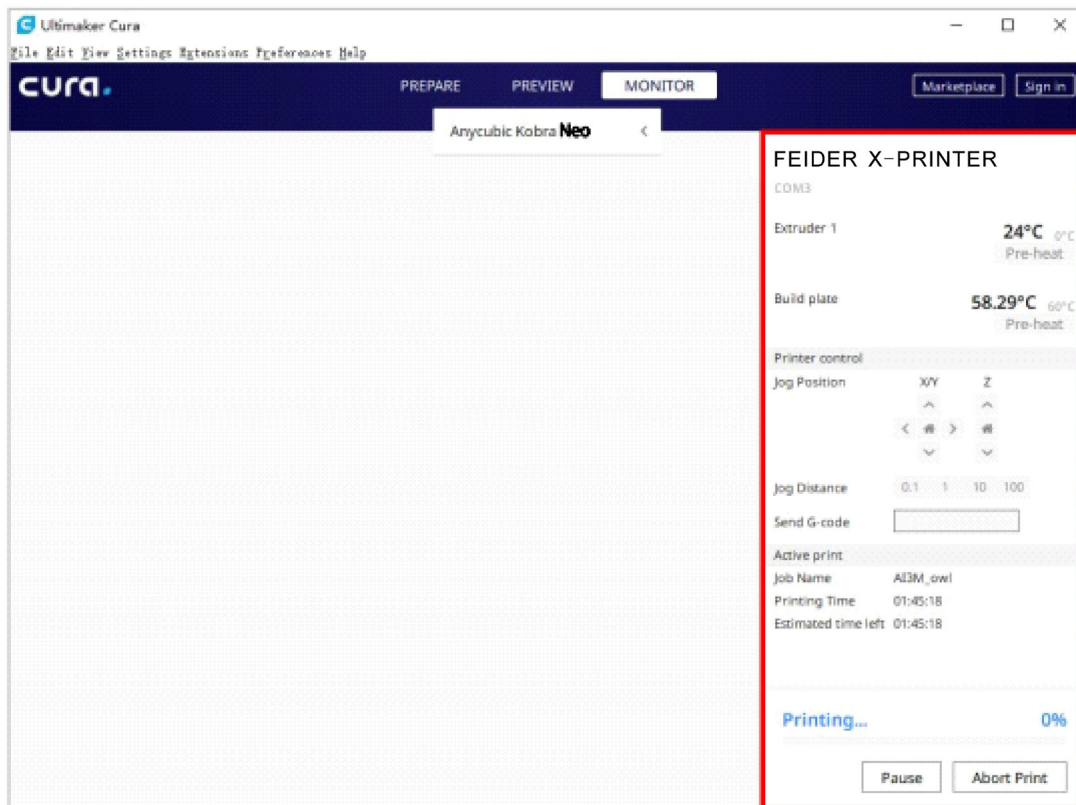 Ultimaker Cura
File Edit View Settings Extensions Preferences Help
cura.
PREPARE PREVIEW MONITOR
Marketplace Sign in
Anycubic Kobra Neo
FEIDER X-PRINTER
COM3
Extruder 1 24°C 0°C
Pre-heat
Build plate 58.29°C 60°C
Pre-heat
Printer control
Jog Position X/Y Z
Jog Distance 0.1 1 10 100
Send G-code
Active print
Job Name AI3M_owl
Printing Time 01:45:18
Estimated time left 01:45:18
Printing... 0%
Pause Abort Print